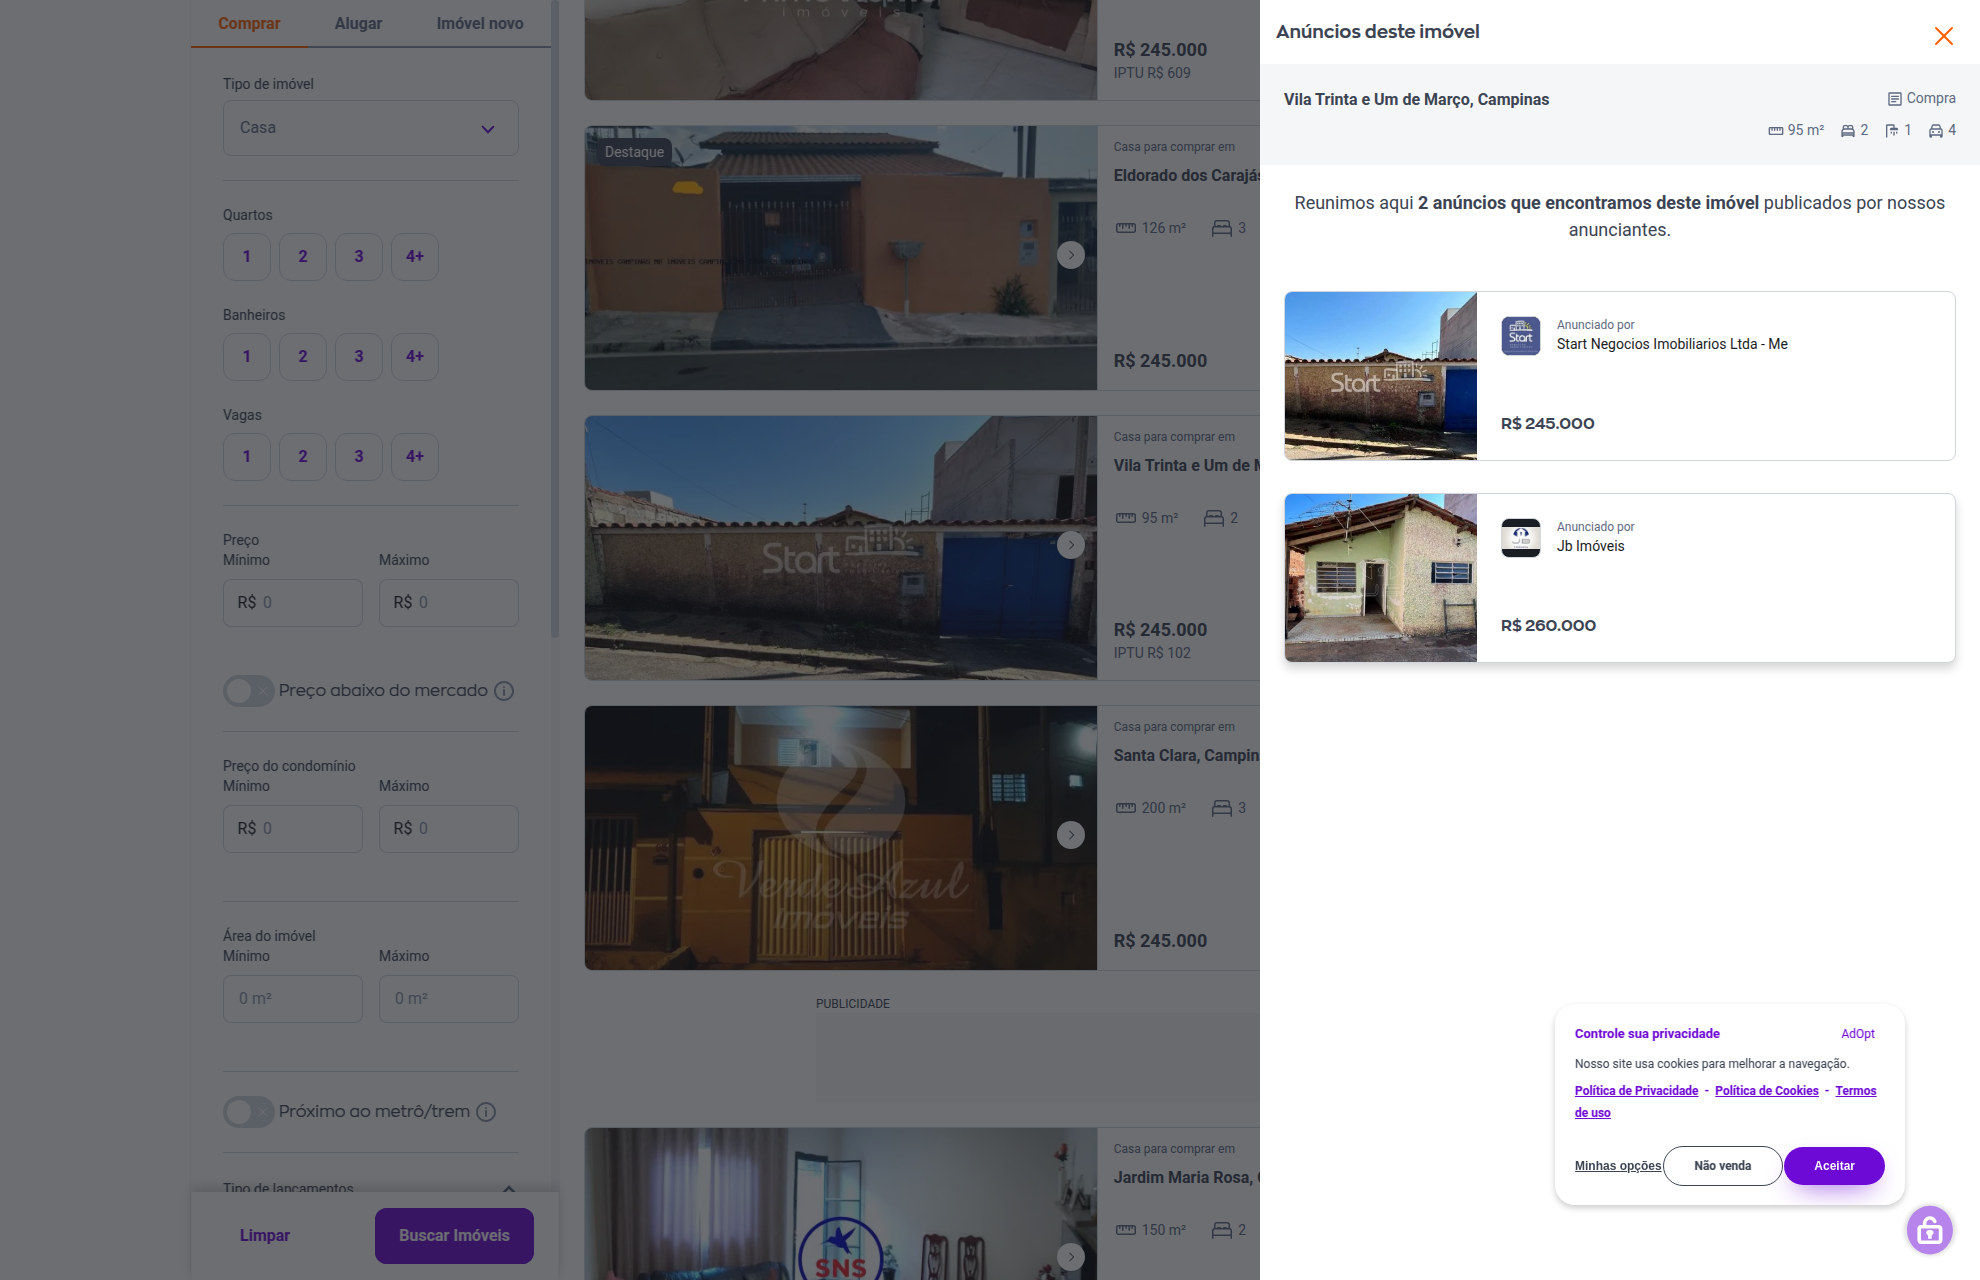 Comprar
Alugar
Imóvel novo
Tipo de imóvel
Casa
Quartos
1
2
3
4+
Banheiros
1
2
3
4+
Vagas
1
2
3
4+
Preço
Mínimo
Máximo
R$ 0
R$ 0
Preço abaixo do mercado
Preço do condomínio
Mínimo
Máximo
R$ 0
R$ 0
Área do imóvel
Mínimo
Máximo
0 m²
0 m²
Próximo ao metrô/trem
Tipo de lançamentos
Limpar
Buscar Imóveis
imóveis
R$ 245.000
IPTU R$ 609
Destaque
Casa para comprar em
Eldorado dos Carajás
126 m²
3
R$ 245.000
Start
Casa para comprar em
Vila Trinta e Um de M
95 m²
2
R$ 245.000
IPTU R$ 102
VerdeAzul
imóveis
Casa para comprar em
Santa Clara, Campin
200 m²
3
R$ 245.000
PUBLICIDADE
SNS
Casa para comprar em
Jardim Maria Rosa,
150 m²
2
Anúncios deste imóvel
Vila Trinta e Um de Março, Campinas
Compra
95 m²
2
1
4
Reunimos aqui 2 anúncios que encontramos deste imóvel publicados por nossos
anunciantes.
Start
Start
Anunciado por
Start Negocios Imobiliarios Ltda - Me
R$ 245.000
JB
Anunciado por
Jb Imóveis
R$ 260.000
Controle sua privacidade
AdOpt
Nosso site usa cookies para melhorar a navegação.
Política de Privacidade - Política de Cookies - Termos
de uso
Minhas opções
Não venda
Aceitar